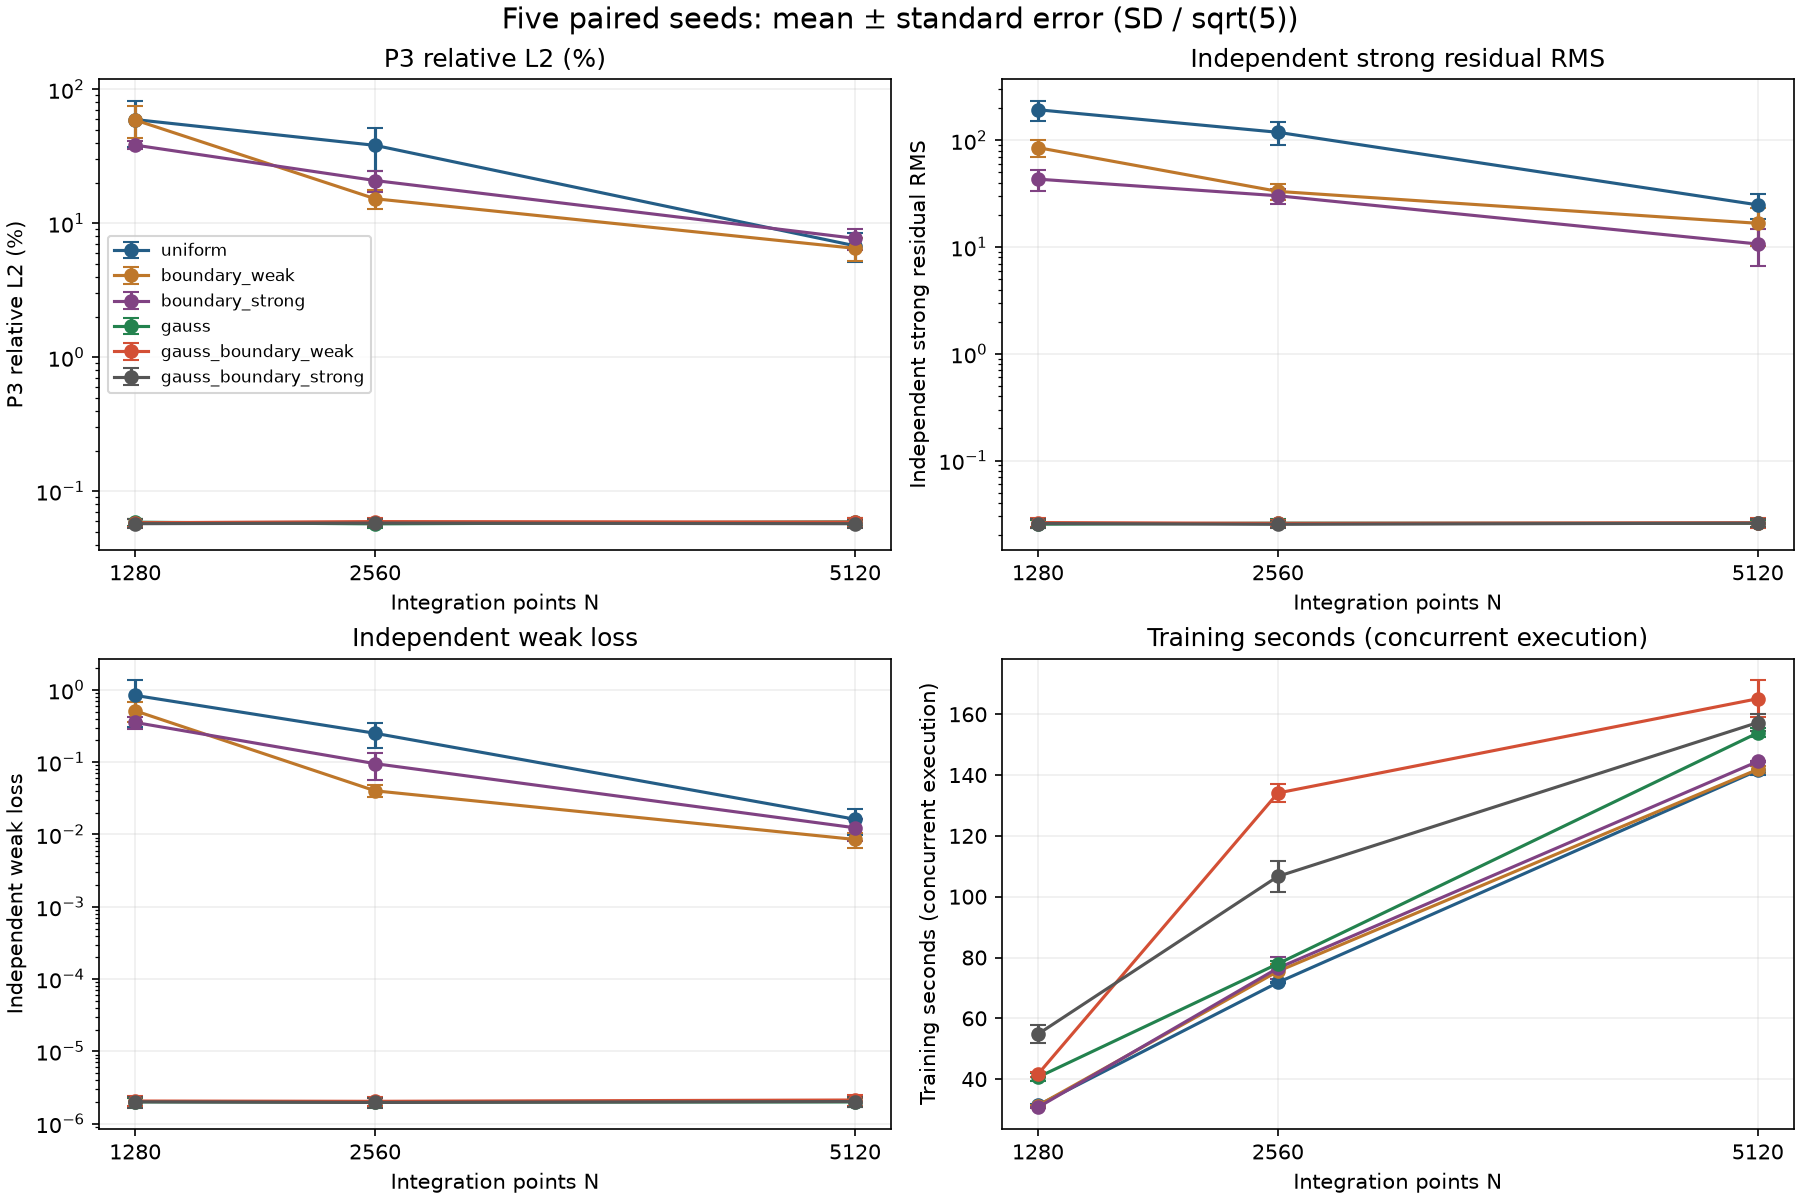 Five paired seeds: mean ± standard error (SD / sqrt(5))
P3 relative L2 (%)
P3 relative L2 (%)
10²
10¹
10⁰
10⁻¹
uniform
boundary_weak
boundary_strong
gauss
gauss_boundary_weak
gauss_boundary_strong
1280
2560
5120
Integration points N
Independent strong residual RMS
Independent strong residual RMS
10²
10¹
10⁰
10⁻¹
1280
2560
5120
Integration points N
Independent weak loss
Independent weak loss
10⁰
10⁻¹
10⁻²
10⁻³
10⁻⁴
10⁻⁵
10⁻⁶
1280
2560
5120
Integration points N
Training seconds (concurrent execution)
Training seconds (concurrent execution)
160
140
120
100
80
60
40
1280
2560
5120
Integration points N